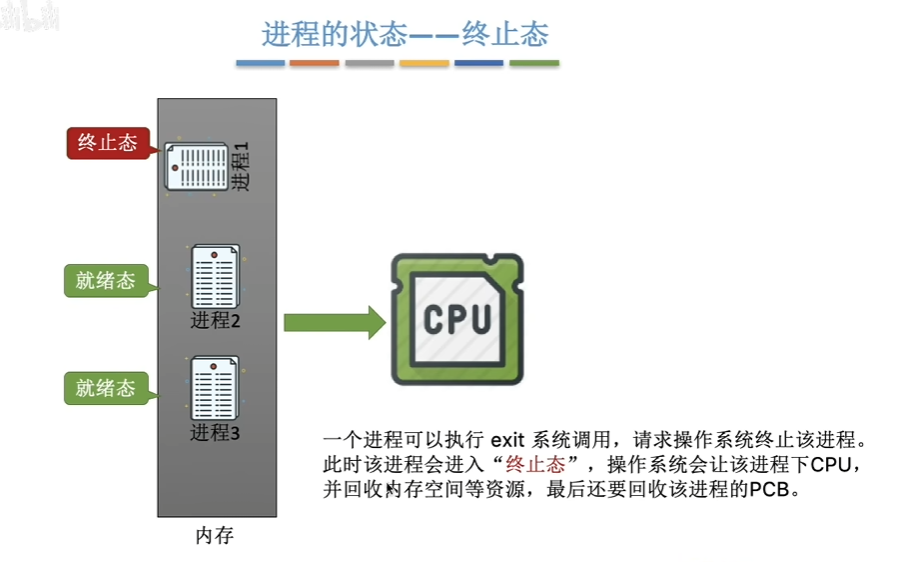 进程的状态——终止态
终止态
进程1
就绪态
进程2
就绪态
进程3
CPU
一个进程可以执行 exit 系统调用，请求操作系统终止该进程。
此时该进程会进入“终止态”，操作系统会让该进程下CPU，
并回收内存空间等资源，最后还要回收该进程的PCB。
内存